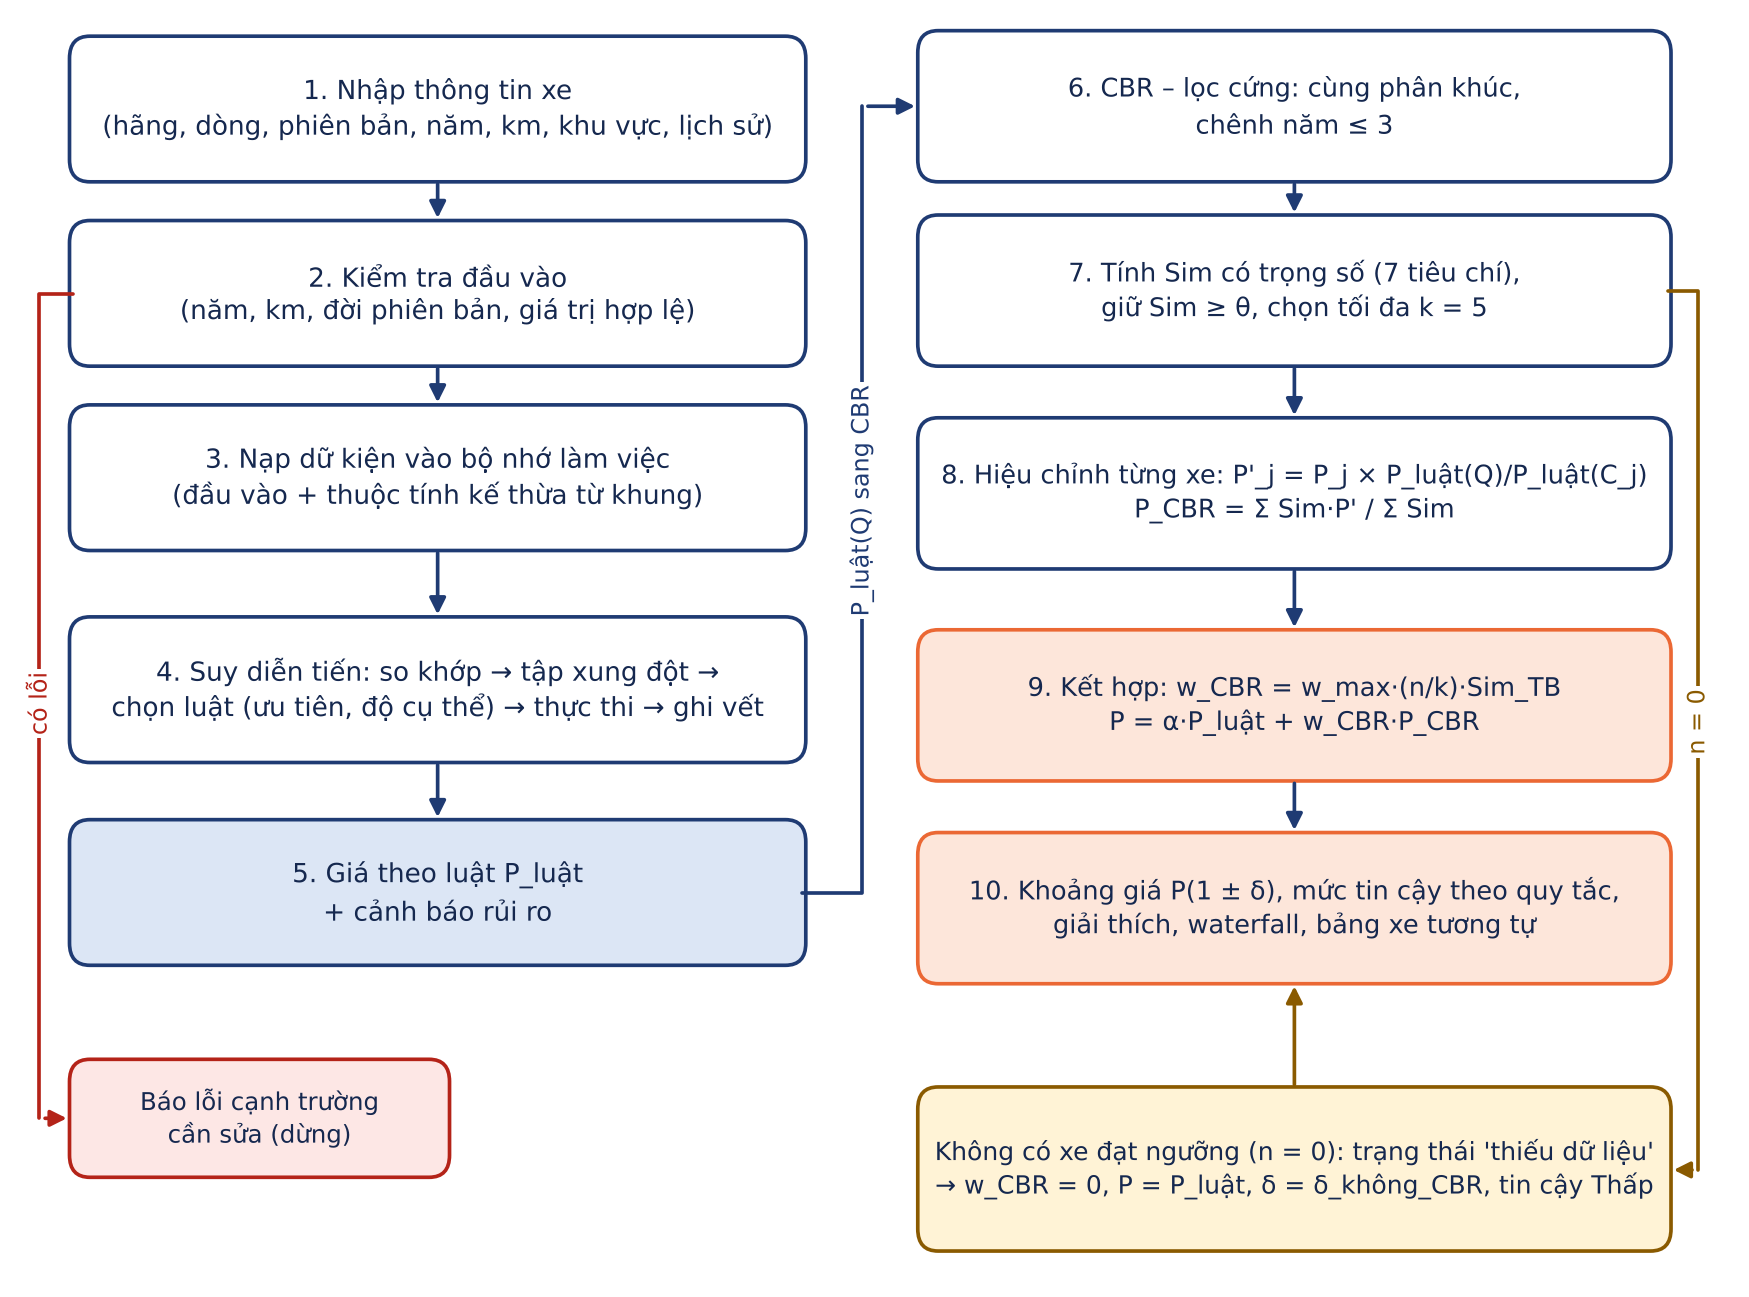 1. Nhập thông tin xe
(hãng, dòng, phiên bản, năm, km, khu vực, lịch sử)
2. Kiểm tra đầu vào
(năm, km, đời phiên bản, giá trị hợp lệ)
3. Nạp dữ kiện vào bộ nhớ làm việc
(đầu vào + thuộc tính kế thừa từ khung)
4. Suy diễn tiến: so khớp → tập xung đột →
chọn luật (ưu tiên, độ cụ thể) → thực thi → ghi vết
5. Giá theo luật P_luật
+ cảnh báo rủi ro
có lỗi
Báo lỗi cạnh trường
cần sửa (dừng)
P_luật(Q) sang CBR
6. CBR – lọc cứng: cùng phân khúc,
chênh năm ≤ 3
7. Tính Sim có trọng số (7 tiêu chí),
giữ Sim ≥ θ, chọn tối đa k = 5
8. Hiệu chỉnh từng xe: P'_j = P_j × P_luật(Q)/P_luật(C_j)
P_CBR = Σ Sim·P' / Σ Sim
9. Kết hợp: w_CBR = w_max·(n/k)·Sim_TB
P = α·P_luật + w_CBR·P_CBR
10. Khoảng giá P(1 ± δ), mức tin cậy theo quy tắc,
giải thích, waterfall, bảng xe tương tự
n = 0
Không có xe đạt ngưỡng (n = 0): trạng thái 'thiếu dữ liệu'
→ w_CBR = 0, P = P_luật, δ = δ_không_CBR, tin cậy Thấp